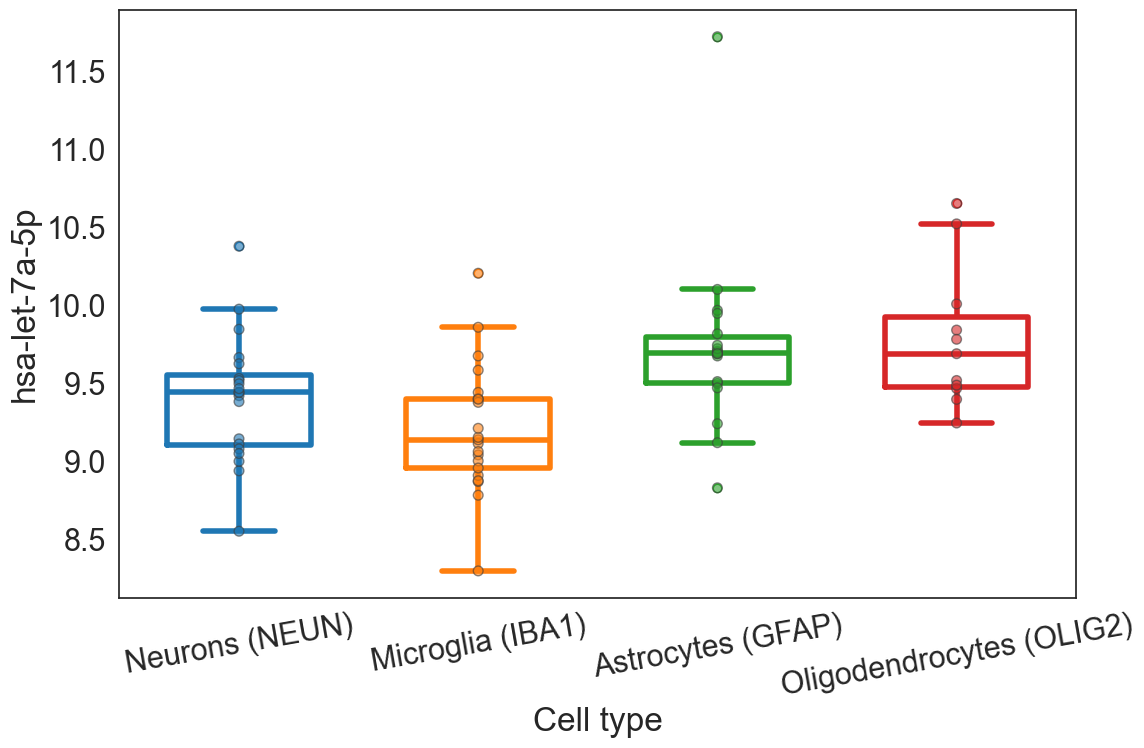 hsa-let-7a-5p
11.5
11.0
10.5
10.0
9.5
9.0
8.5
Neurons (NEUN)
Microglia (IBA1)
Astrocytes (GFAP)
Oligodendrocytes (OLIG2)
Cell type